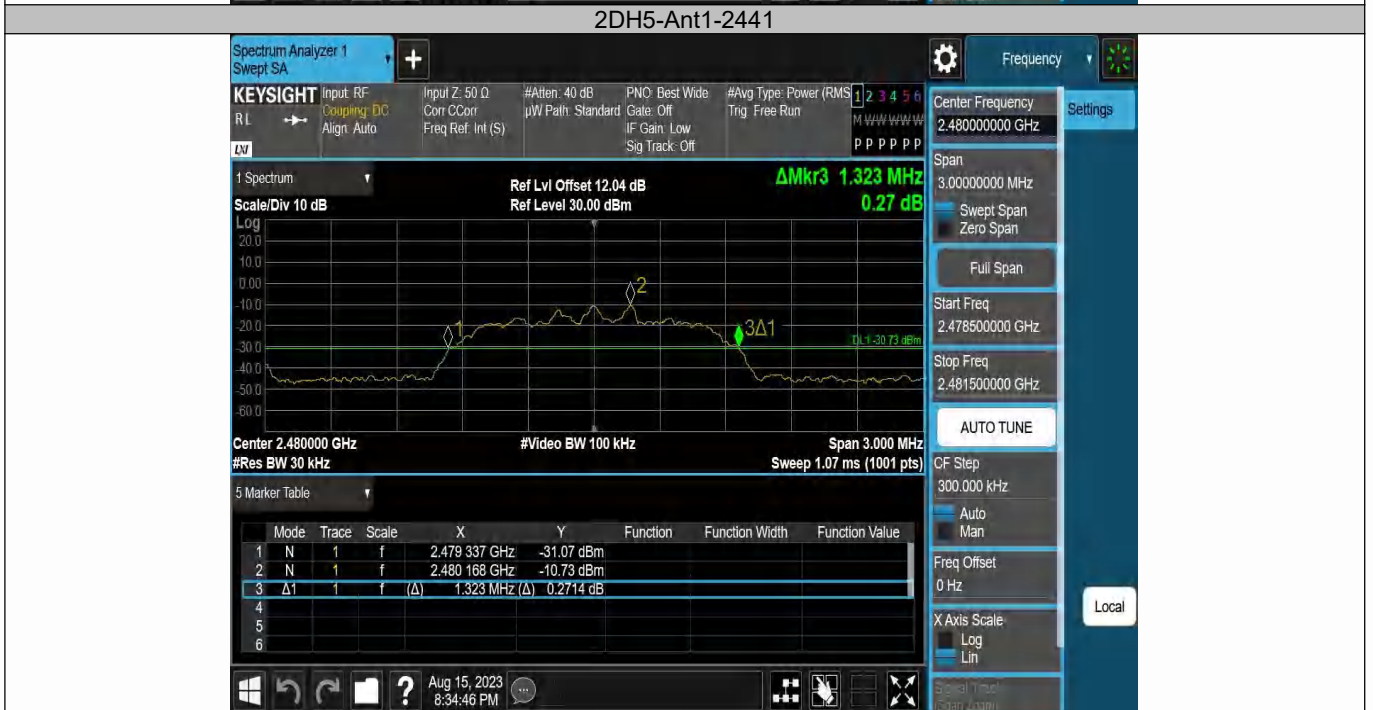 2DH5-Ant1-2441
Spectrum Analyzer 1
Swept SA
+
Frequency
KEYSIGHT
RL
LXI
Input: RF
Coupling: DC
Align: Auto
Input Z: 50 Ω
Corr CCorr
Freq Ref: Int (S)
#Atten: 40 dB
µW Path: Standard
PNO: Best Wide
Gate: Off
IF Gain: Low
Sig Track: Off
#Avg Type: Power (RMS
Trig: Free Run
1 2 3 4 5 6
M W W W W W
P P P P P P
Center Frequency
2.480000000 GHz
Settings
1 Spectrum
Scale/Div 10 dB
Ref Lvl Offset 12.04 dB
Ref Level 30.00 dBm
ΔMkr3 1.323 MHz
0.27 dB
Log
20.0
10.0
0.00
-10.0
-20.0
-30.0
-40.0
-50.0
-60.0
1
2
3Δ1
DL1 -30.73 dBm
Center 2.480000 GHz
#Res BW 30 kHz
#Video BW 100 kHz
Span 3.000 MHz
Sweep 1.07 ms (1001 pts)
Span
3.00000000 MHz
Swept Span
Zero Span
Full Span
Start Freq
2.478500000 GHz
Stop Freq
2.481500000 GHz
AUTO TUNE
CF Step
300.000 kHz
Auto
Man
Freq Offset
0 Hz
X Axis Scale
Log
Lin
Signal Track
(Span Zoom)
Local
5 Marker Table
Mode Trace Scale X Y Function Function Width Function Value
1 N 1 f 2.479 337 GHz -31.07 dBm
2 N 1 f 2.480 168 GHz -10.73 dBm
3 Δ1 1 f (Δ) 1.323 MHz (Δ) 0.2714 dB
4
5
6
?
Aug 15, 2023
8:34:46 PM